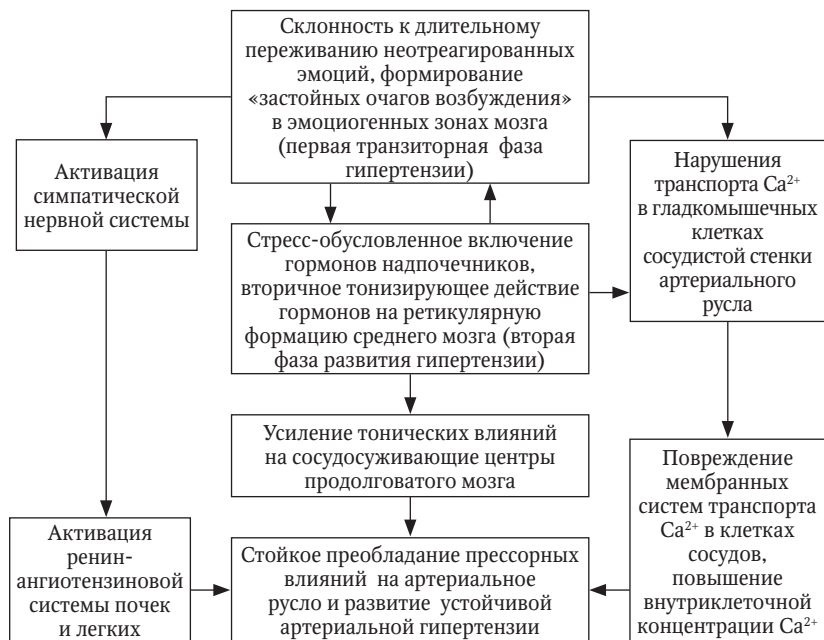 Склонность к длительному
переживанию неотреагированных
эмоций, формирование
«застойных очагов возбуждения»
в эмоциогенных зонах мозга
(первая транзиторная фаза
гипертензии)
Активация
симпатической
нервной системы
Нарушения
транспорта Ca²⁺
в гладкомышечных
клетках
сосудистой стенки
артериального
русла
Стресс-обусловленное включение
гормонов надпочечников,
вторичное тонизирующее действие
гормонов на ретикулярную
формацию среднего мозга (вторая
фаза развития гипертензии)
Усиление тонических влияний
на сосудосуживающие центры
продолговатого мозга
Повреждение
мембранных
систем транспорта
Ca²⁺ в клетках
сосудов,
повышение
внутриклеточной
концентрации Ca²⁺
Активация
ренин-
ангиотензиновой
системы почек
и легких
Стойкое преобладание прессорных
влияний на артериальное
русло и развитие устойчивой
артериальной гипертензии